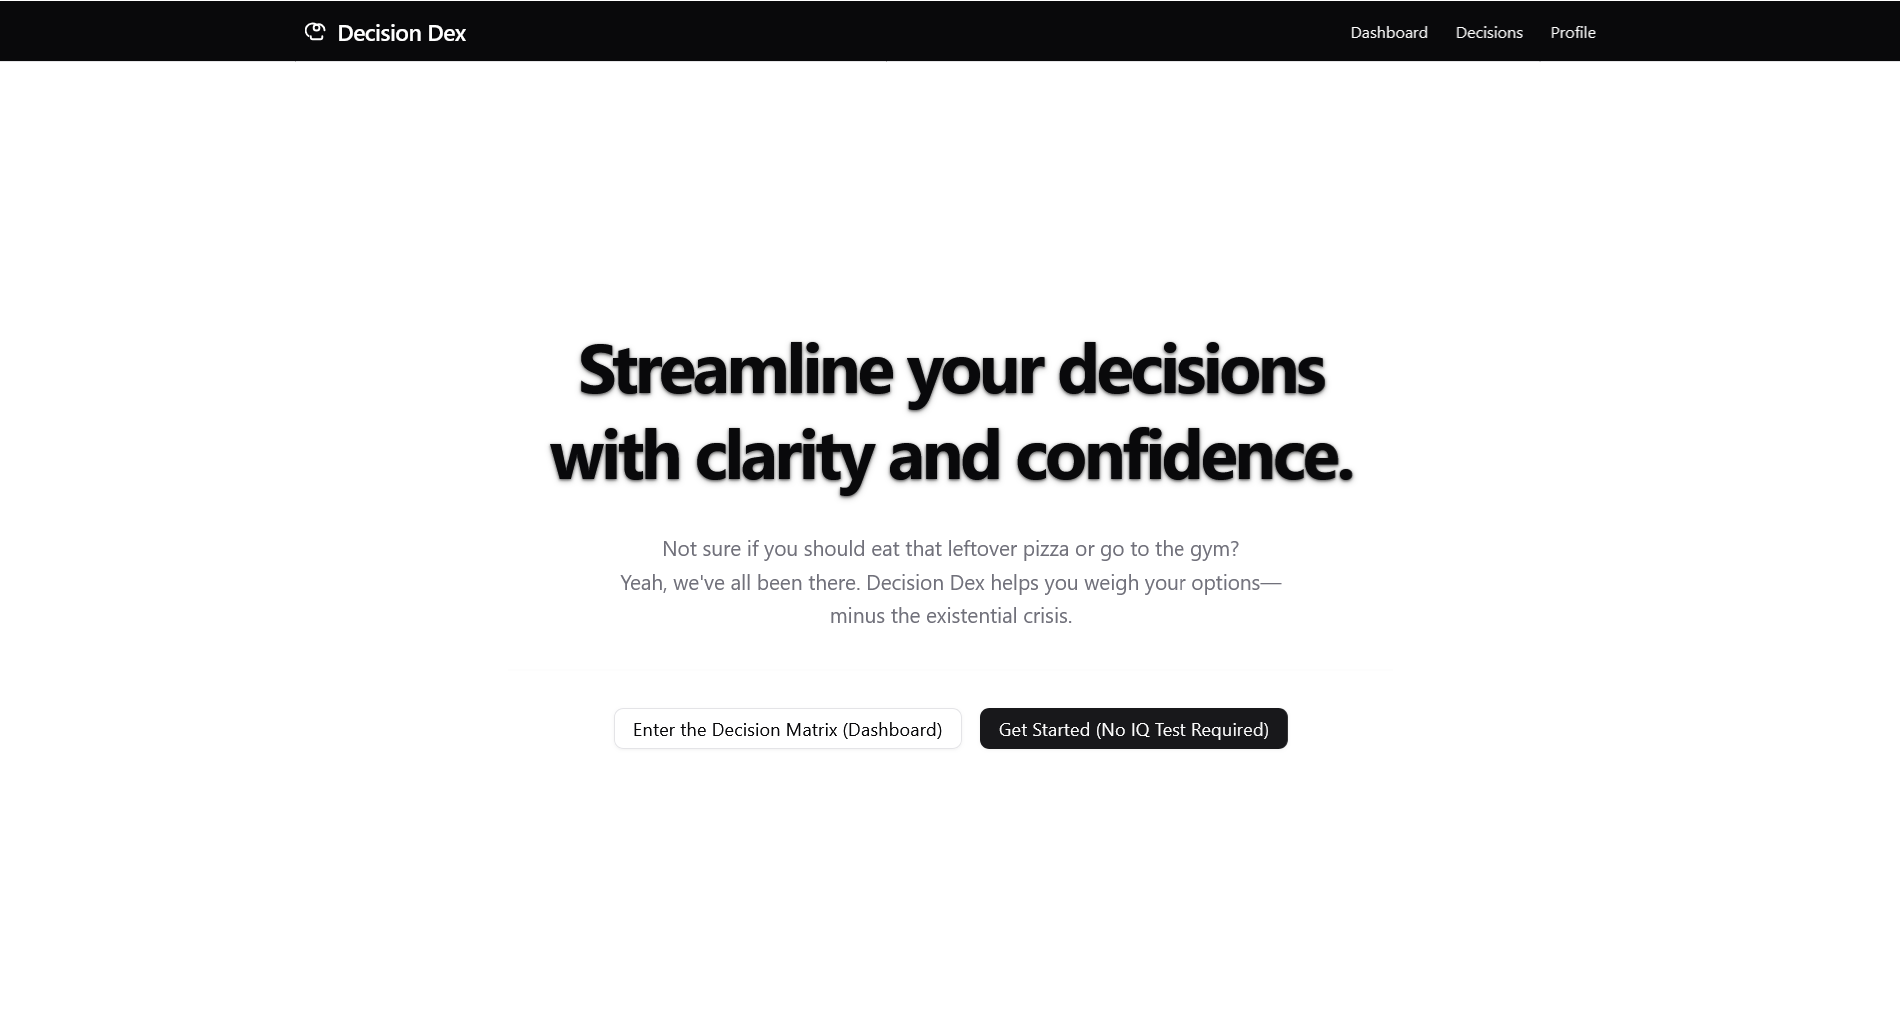 Decision Dex
Dashboard
Decisions
Profile
Streamline your decisions
with clarity and confidence.
Not sure if you should eat that leftover pizza or go to the gym?
Yeah, we've all been there. Decision Dex helps you weigh your options—
minus the existential crisis.
Enter the Decision Matrix (Dashboard)
Get Started (No IQ Test Required)